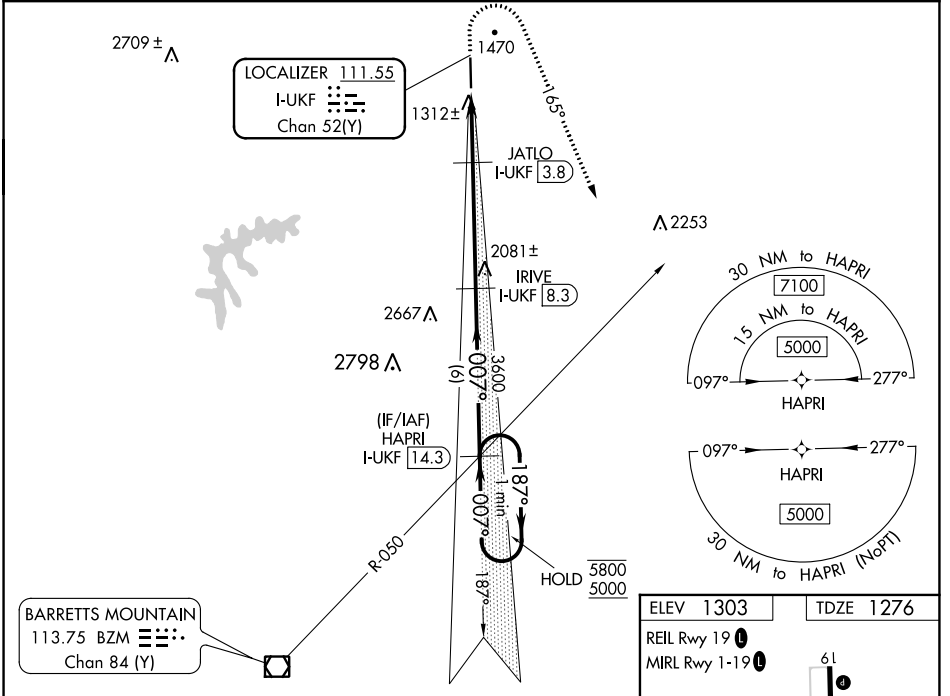 2709 ±
1470
LOCALIZER 111.55
I-UKF
Chan 52(Y)
1312±
165°
JATLO
I-UKF 3.8
2253
2081±
IRIVE
I-UKF 8.3
2667
2798
007°
(6)
3600
(IF/IAF)
HAPRI
I-UKF 14.3
187°
1 min
007°
187°
R-050
HOLD 5800
5000
30 NM to HAPRI
7100
15 NM to HAPRI
5000
097°
277°
HAPRI
097°
277°
HAPRI
5000
30 NM to HAPRI (NoPT)
BARRETTS MOUNTAIN
113.75 BZM
Chan 84 (Y)
ELEV 1303
TDZE 1276
REIL Rwy 19 L
MIRL Rwy 1-19 L
19
P